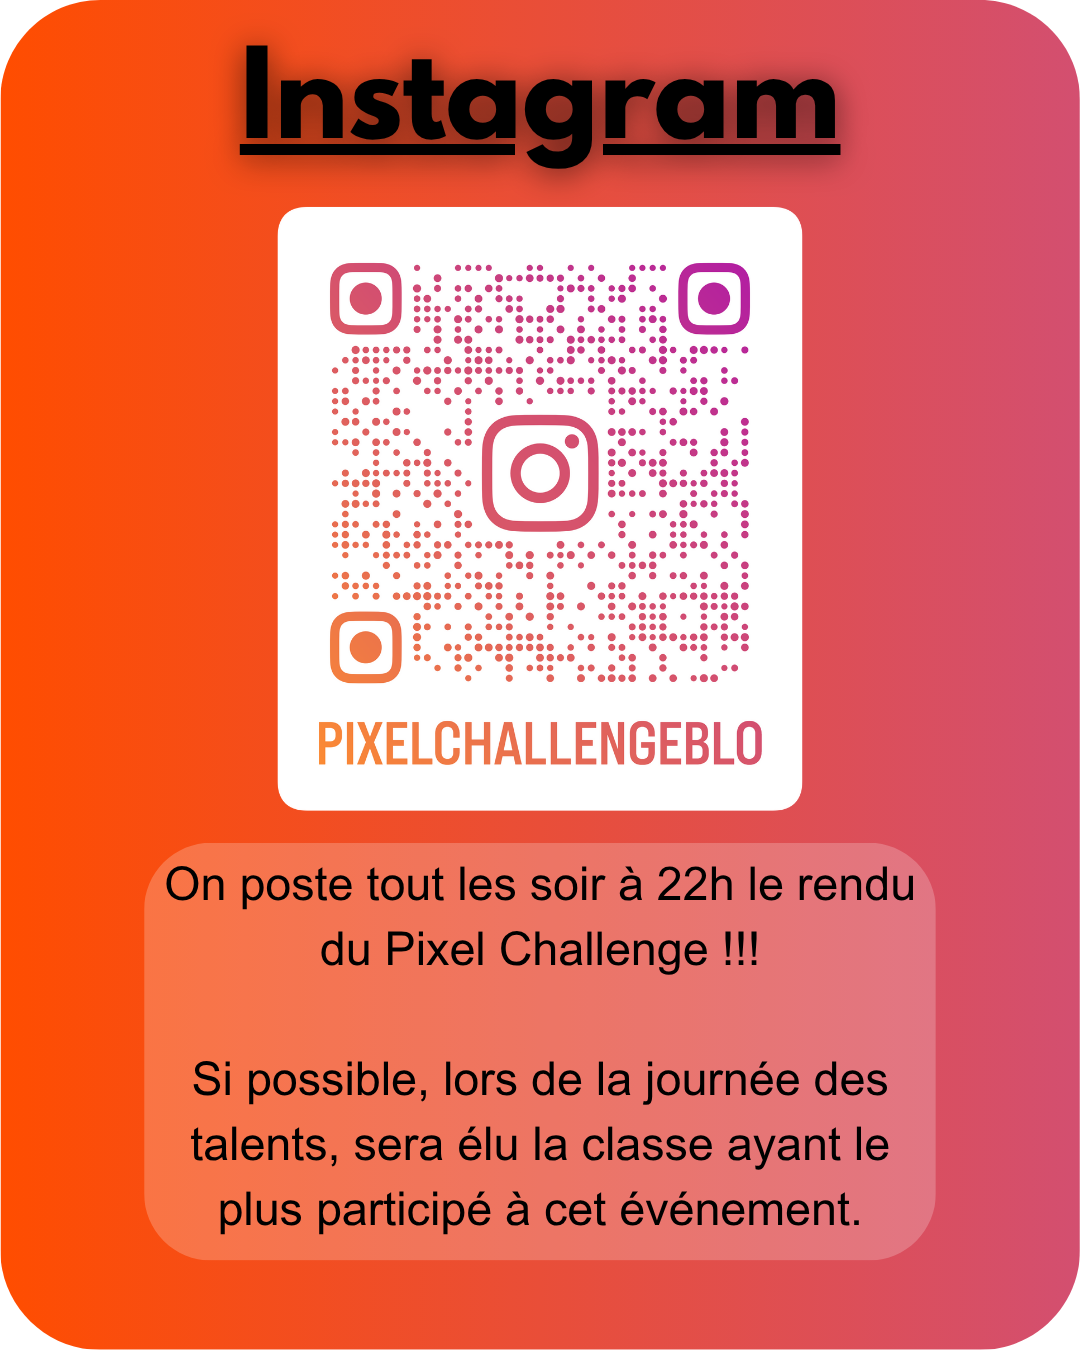 Instagram
PIXELCHALLENGEBLO
On poste tout les soir à 22h le rendu
du Pixel Challenge !!!
Si possible, lors de la journée des
talents, sera élu la classe ayant le
plus participé à cet événement.